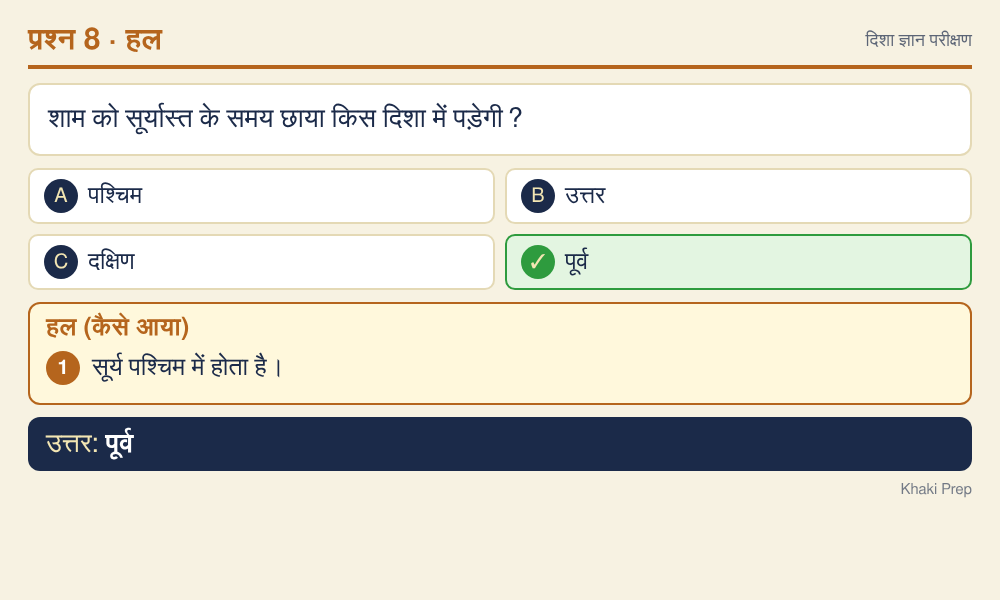 प्रश्न 8 · हल
दिशा ज्ञान परीक्षण
शाम को सूर्यास्त के समय छाया किस दिशा में पड़ेगी ?
A पश्चिम
B उत्तर
C दक्षिण
✓ पूर्व
हल (कैसे आया)
1 सूर्य पश्चिम में होता है।
उत्तर: पूर्व
Khaki Prep